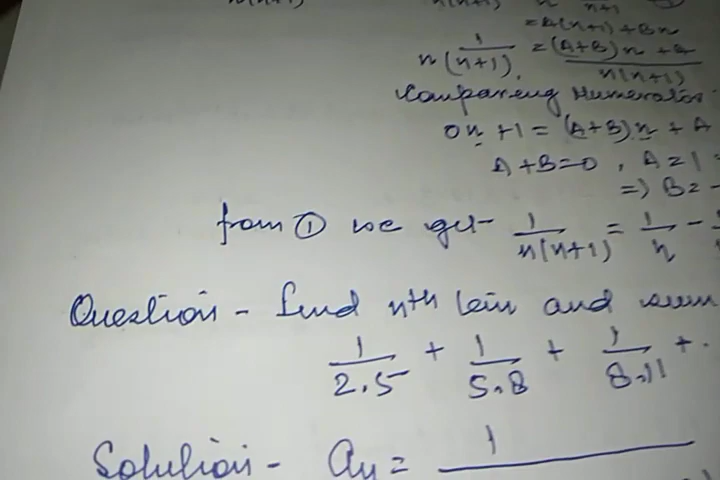 = A(n+1) + Bn
1/n(n+1) = (A+B)n + A/n(n+1)
Comparing Numerator
0n + 1 = (A+B)n + A
A + B = 0 , A = 1
=) B = -
from ① we get 1/n(n+1) = 1/n -
Question - Find nth term and sum
1/2.5 + 1/5.8 + 1/8.11 + .
Solution - an = 1